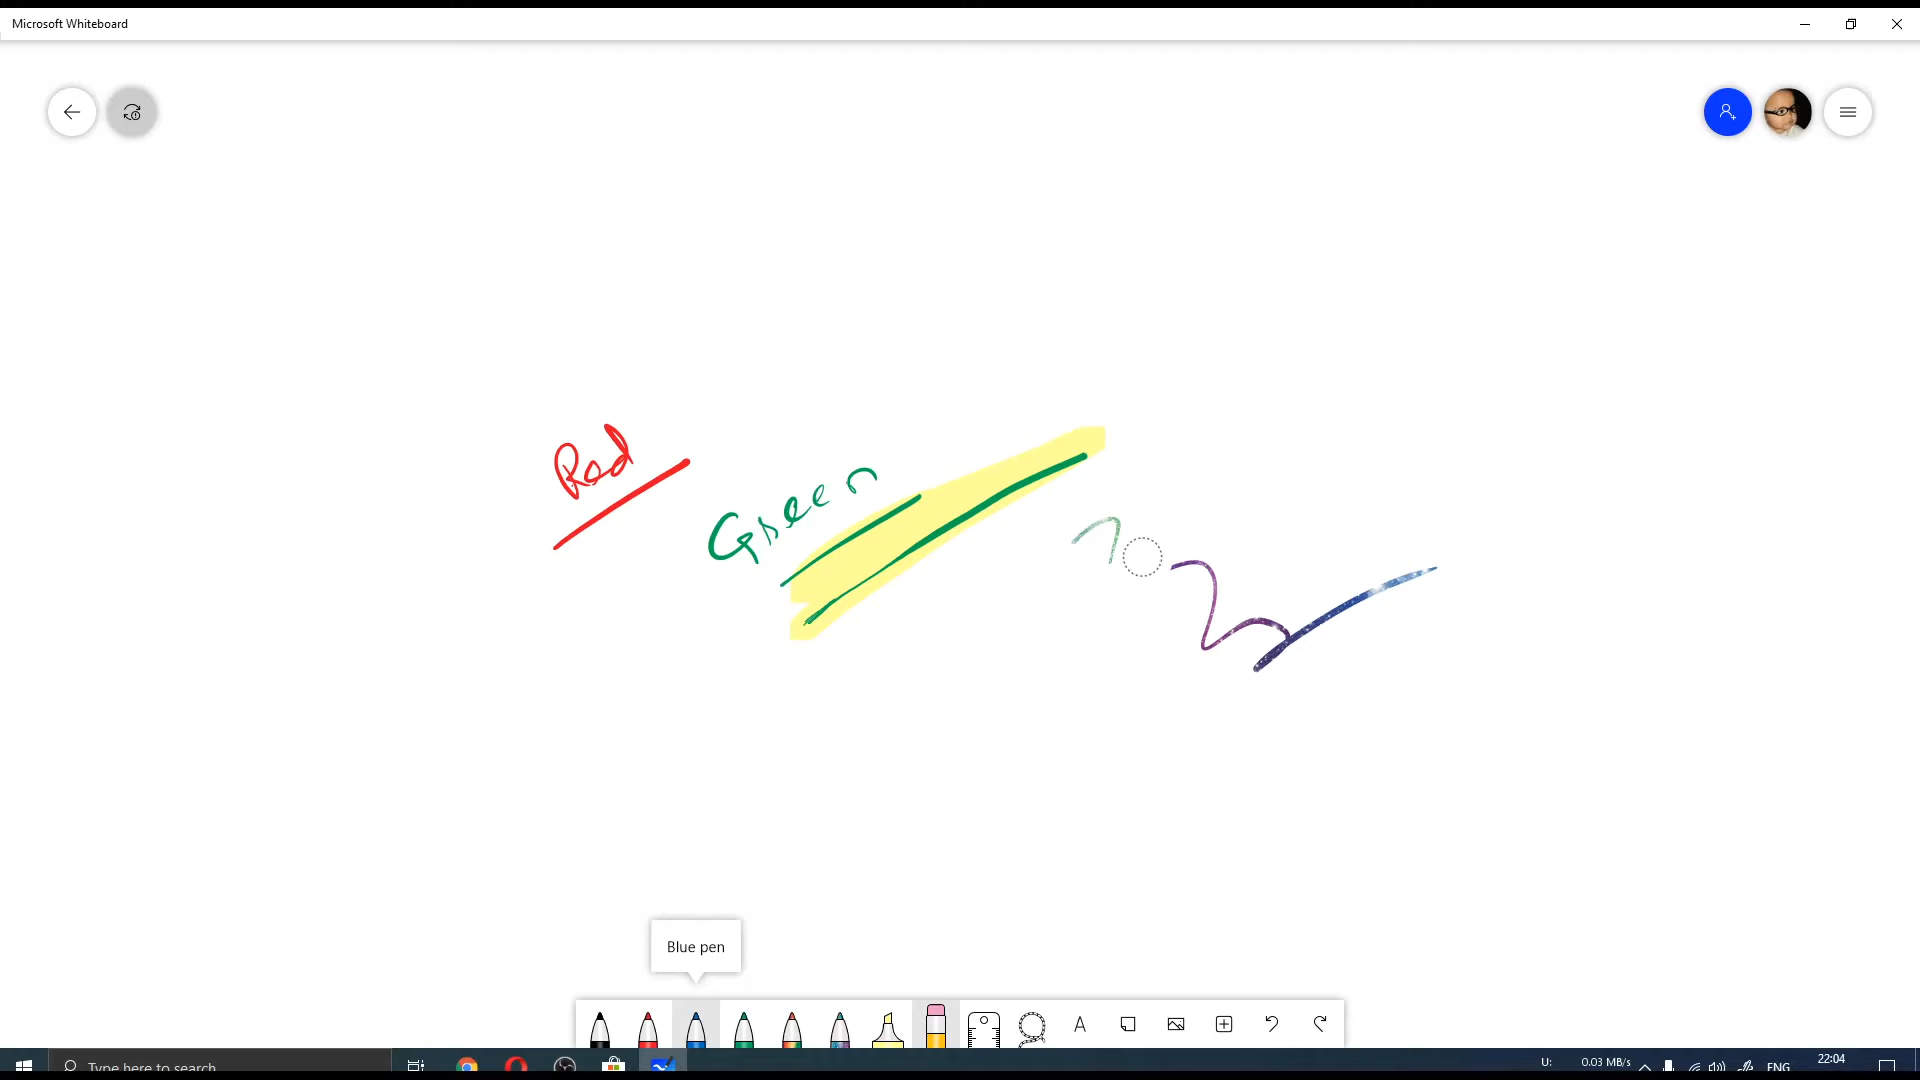 Microsoft Whiteboard
Red
Green
Blue pen
A
Type here to search
U: 0.03 MB/s
ENG
22:04